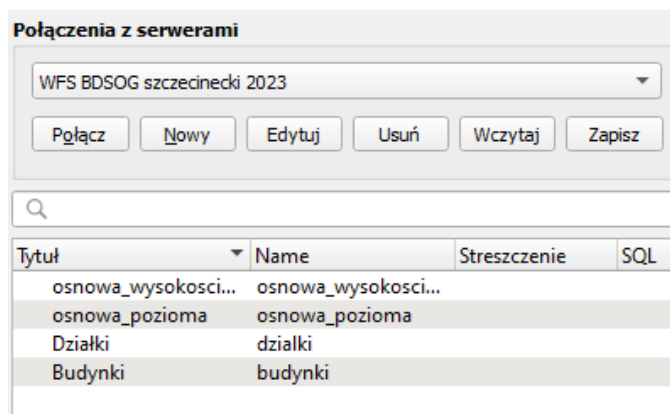 Połączenia z serwerami
WFS BDSOG szczecinecki 2023
Połącz Nowy Edytuj Usuń Wczytaj Zapisz
Tytuł Name Streszczenie SQL
osnowa_wysokosci... osnowa_wysokosci...
osnowa_pozioma osnowa_pozioma
Działki dzialki
Budynki budynki